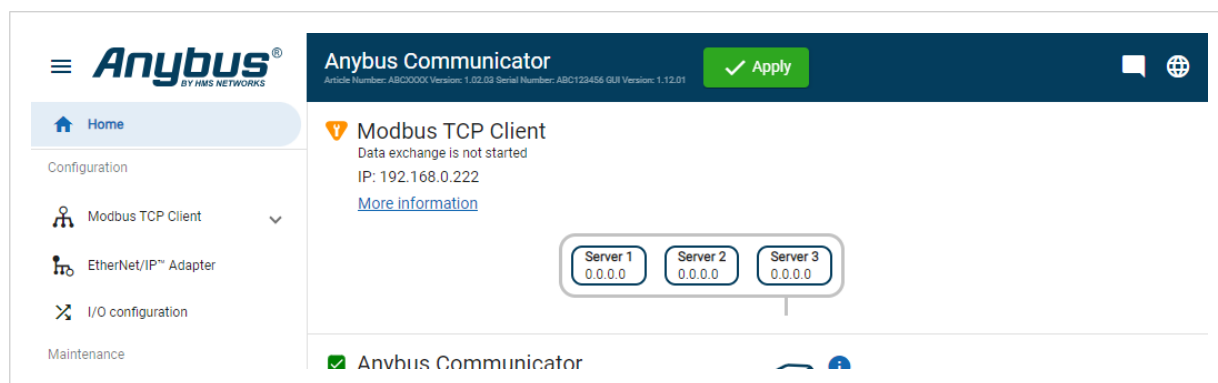 Anybus®
BY HMS NETWORKS
Anybus Communicator
Article Number: ABCXXXX Version: 1.02.03 Serial Number: ABC123456 GUI Version: 1.12.01
Apply
Home
Configuration
Modbus TCP Client
EtherNet/IP™ Adapter
I/O configuration
Maintenance
Modbus TCP Client
Data exchange is not started
IP: 192.168.0.222
More information
Server 1 Server 2 Server 3
0.0.0.0 0.0.0.0 0.0.0.0
Anybus Communicator